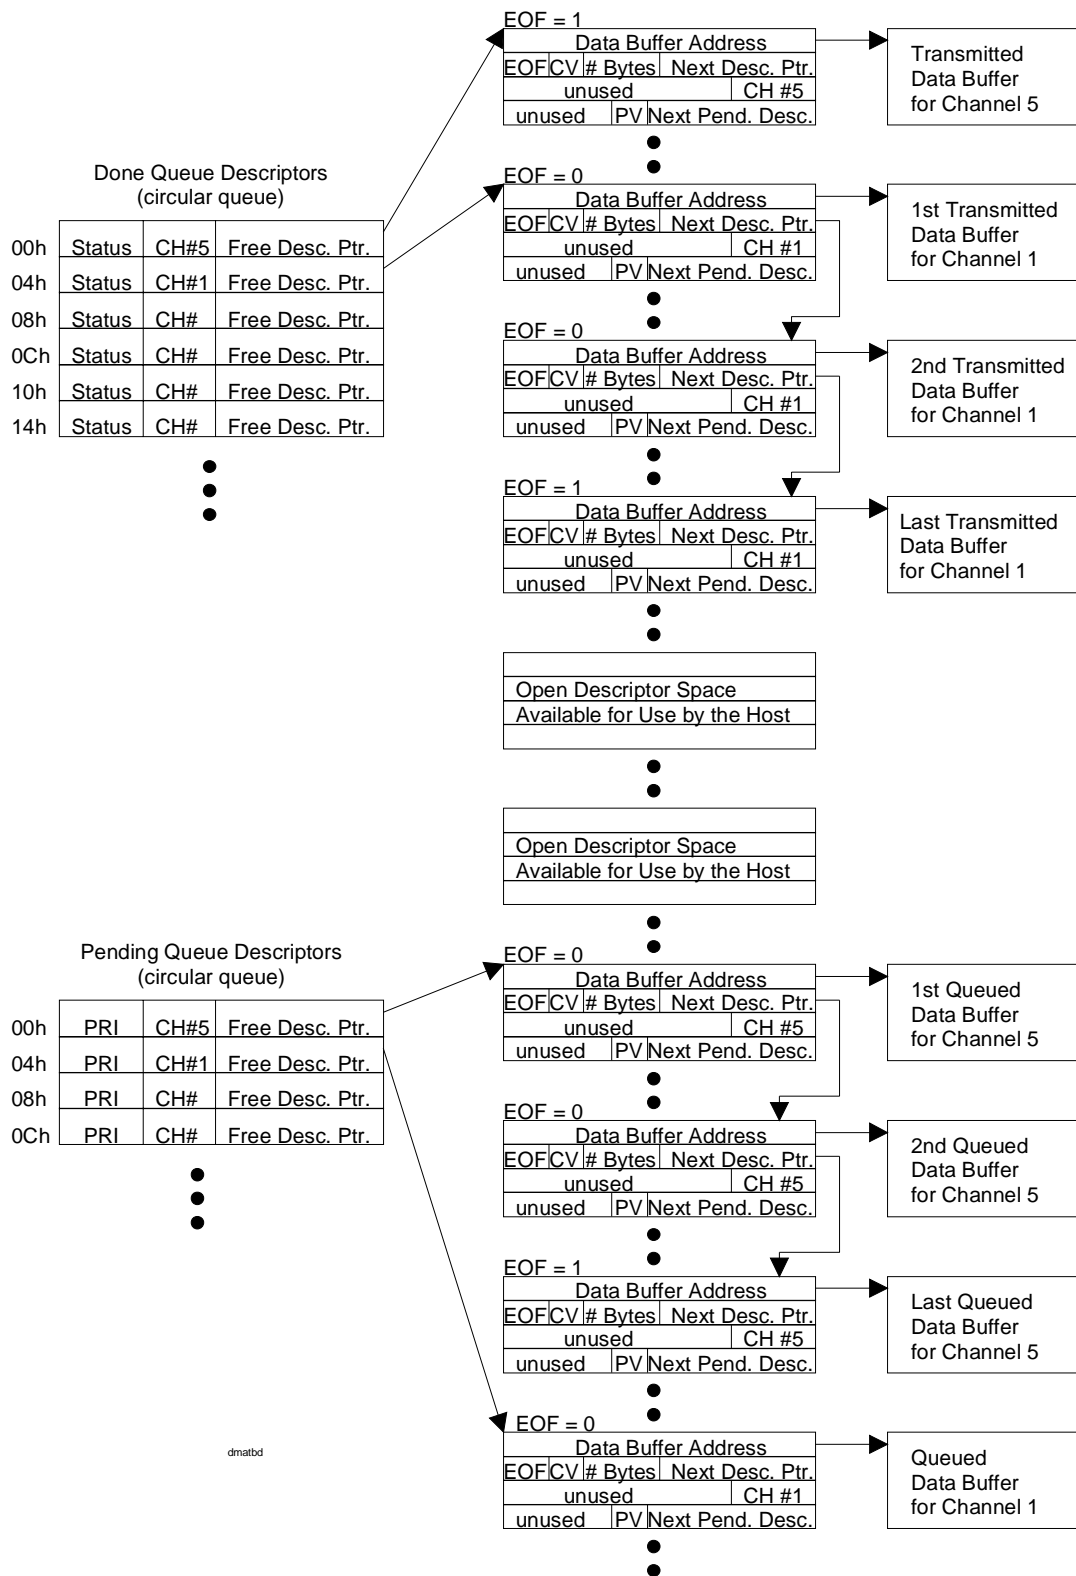 EOF = 1
Data Buffer Address
EOF CV # Bytes Next Desc. Ptr.
unused CH #5
unused PV Next Pend. Desc.
Transmitted
Data Buffer
for Channel 5
Done Queue Descriptors
(circular queue)
00h Status CH#5 Free Desc. Ptr.
04h Status CH#1 Free Desc. Ptr.
08h Status CH# Free Desc. Ptr.
0Ch Status CH# Free Desc. Ptr.
10h Status CH# Free Desc. Ptr.
14h Status CH# Free Desc. Ptr.
EOF = 0
Data Buffer Address
EOF CV # Bytes Next Desc. Ptr.
unused CH #1
unused PV Next Pend. Desc.
1st Transmitted
Data Buffer
for Channel 1
EOF = 0
Data Buffer Address
EOF CV # Bytes Next Desc. Ptr.
unused CH #1
unused PV Next Pend. Desc.
2nd Transmitted
Data Buffer
for Channel 1
EOF = 1
Data Buffer Address
EOF CV # Bytes Next Desc. Ptr.
unused CH #1
unused PV Next Pend. Desc.
Last Transmitted
Data Buffer
for Channel 1
Open Descriptor Space
Available for Use by the Host
Open Descriptor Space
Available for Use by the Host
Pending Queue Descriptors
(circular queue)
00h PRI CH#5 Free Desc. Ptr.
04h PRI CH#1 Free Desc. Ptr.
08h PRI CH# Free Desc. Ptr.
0Ch PRI CH# Free Desc. Ptr.
EOF = 0
Data Buffer Address
EOF CV # Bytes Next Desc. Ptr.
unused CH #5
unused PV Next Pend. Desc.
1st Queued
Data Buffer
for Channel 5
EOF = 0
Data Buffer Address
EOF CV # Bytes Next Desc. Ptr.
unused CH #5
unused PV Next Pend. Desc.
2nd Queued
Data Buffer
for Channel 5
EOF = 1
Data Buffer Address
EOF CV # Bytes Next Desc. Ptr.
unused CH #5
unused PV Next Pend. Desc.
Last Queued
Data Buffer
for Channel 5
EOF = 0
Data Buffer Address
EOF CV # Bytes Next Desc. Ptr.
unused CH #1
unused PV Next Pend. Desc.
Queued
Data Buffer
for Channel 1
dmatbd